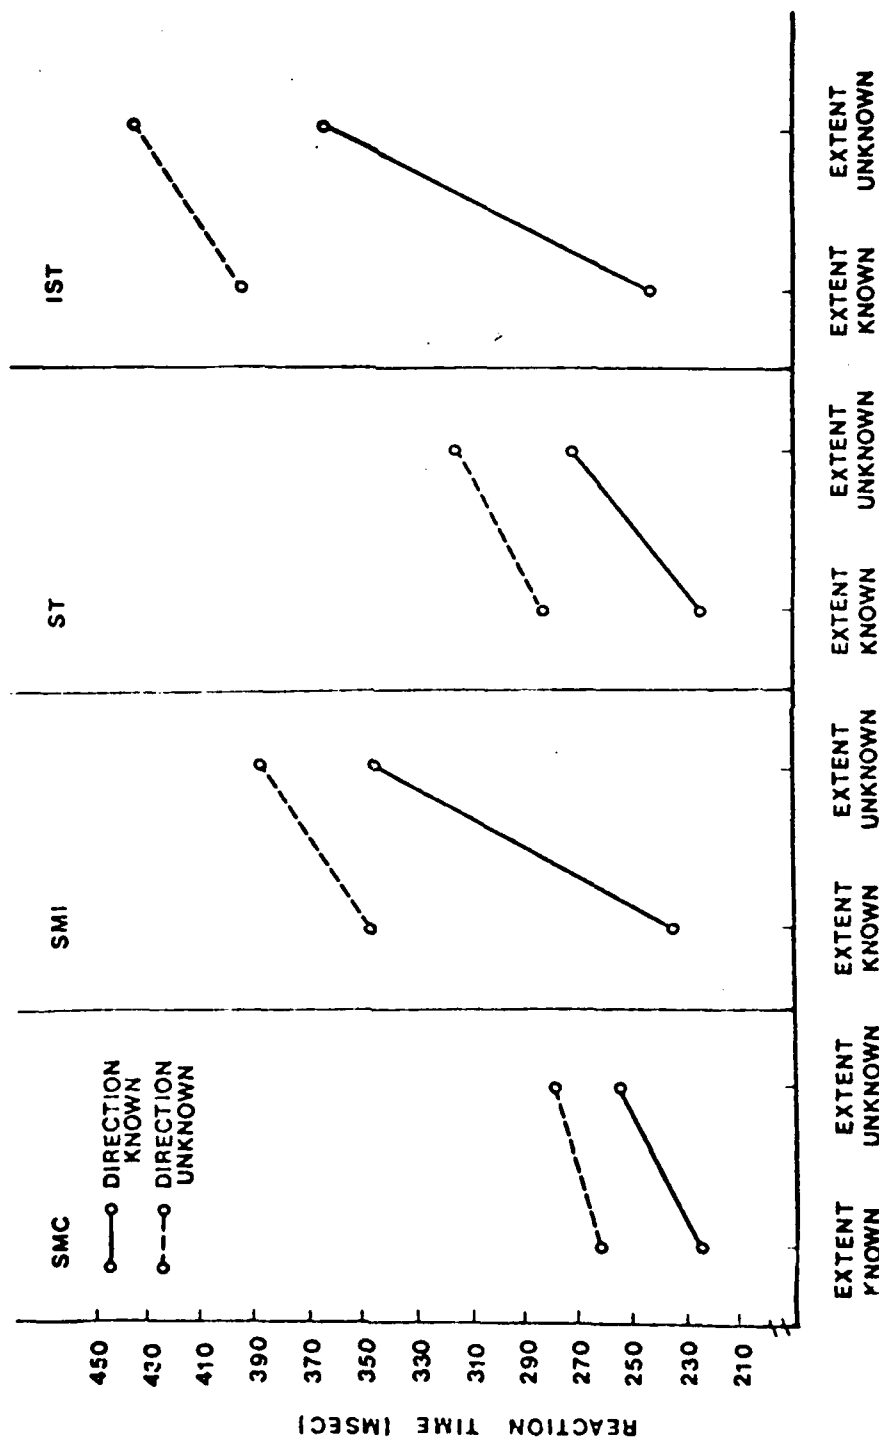 SMC
SMI
ST
IST
DIRECTION
KNOWN
DIRECTION
UNKNOWN
450
430
410
390
370
350
330
310
290
270
250
230
210
REACTION TIME (MSEC)
EXTENT
KNOWN
EXTENT
UNKNOWN
EXTENT
KNOWN
EXTENT
UNKNOWN
EXTENT
KNOWN
EXTENT
UNKNOWN
EXTENT
KNOWN
EXTENT
UNKNOWN